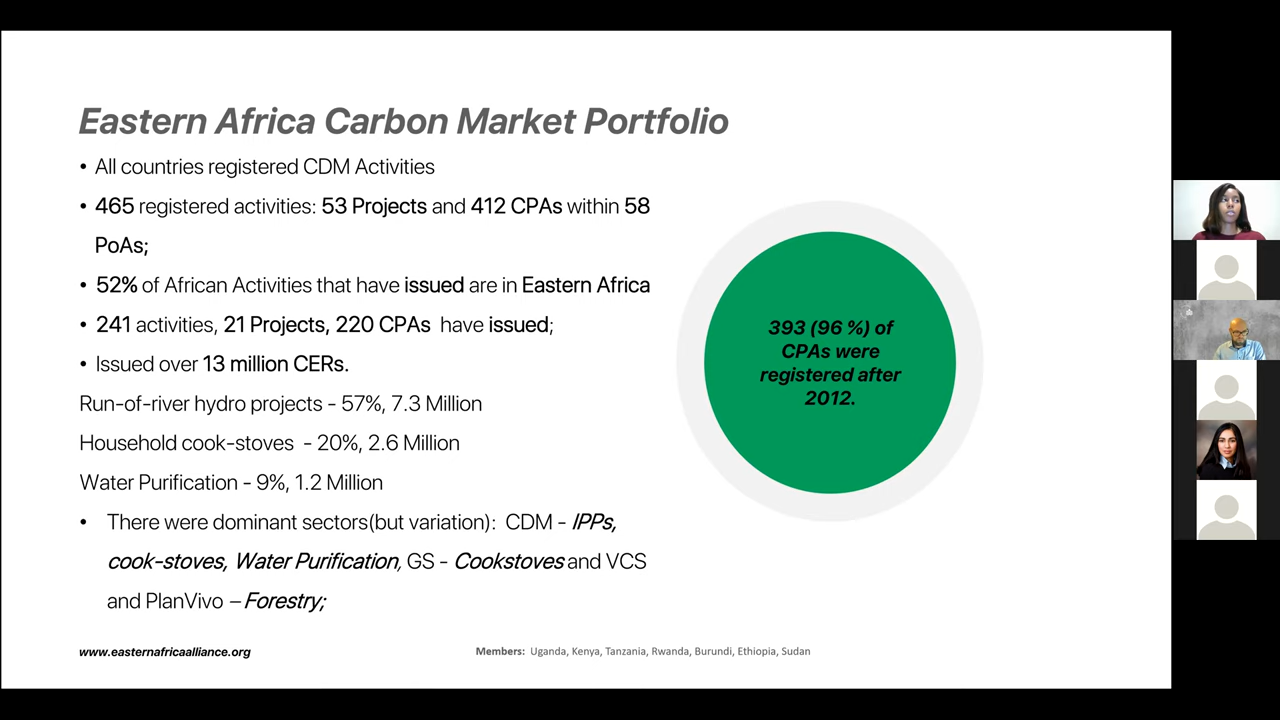 Eastern Africa Carbon Market Portfolio
• All countries registered CDM Activities
• 465 registered activities: 53 Projects and 412 CPAs within 58
PoAs;
• 52% of African Activities that have issued are in Eastern Africa
• 241 activities, 21 Projects, 220 CPAs have issued;
• Issued over 13 million CERs.
Run-of-river hydro projects - 57%, 7.3 Million
Household cook-stoves - 20%, 2.6 Million
Water Purification - 9%, 1.2 Million
• There were dominant sectors(but variation): CDM - IPPs,
cook-stoves, Water Purification, GS - Cookstoves and VCS
and PlanVivo – Forestry;
393 (96 %) of
CPAs were
registered after
2012.
www.easternafricaalliance.org
Members: Uganda, Kenya, Tanzania, Rwanda, Burundi, Ethiopia, Sudan